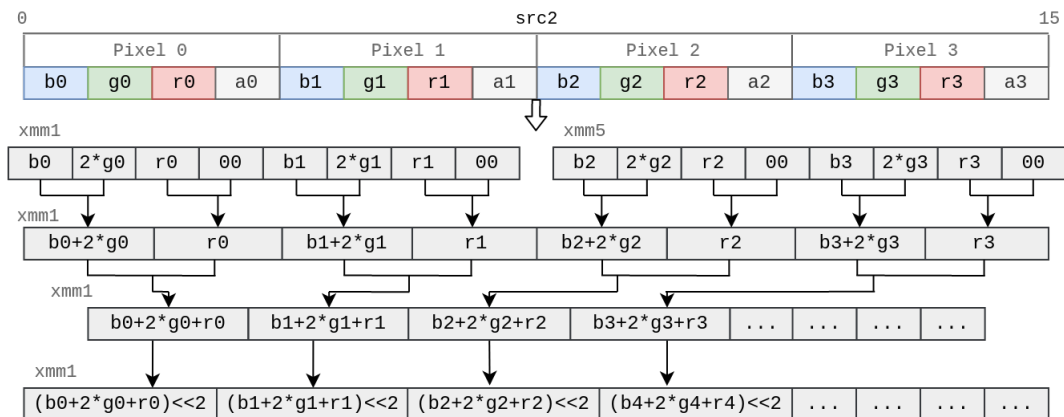 0 src2 15
Pixel 0 Pixel 1 Pixel 2 Pixel 3
b0 g0 r0 a0 b1 g1 r1 a1 b2 g2 r2 a2 b3 g3 r3 a3
xmm1 xmm5
b0 2*g0 r0 00 b1 2*g1 r1 00 b2 2*g2 r2 00 b3 2*g3 r3 00
xmm1
b0+2*g0 r0 b1+2*g1 r1 b2+2*g2 r2 b3+2*g3 r3
xmm1
b0+2*g0+r0 b1+2*g1+r1 b2+2*g2+r2 b3+2*g3+r3 ... ... ... ...
xmm1
(b0+2*g0+r0)<<2 (b1+2*g1+r1)<<2 (b2+2*g2+r2)<<2 (b4+2*g4+r4)<<2 ... ... ... ...